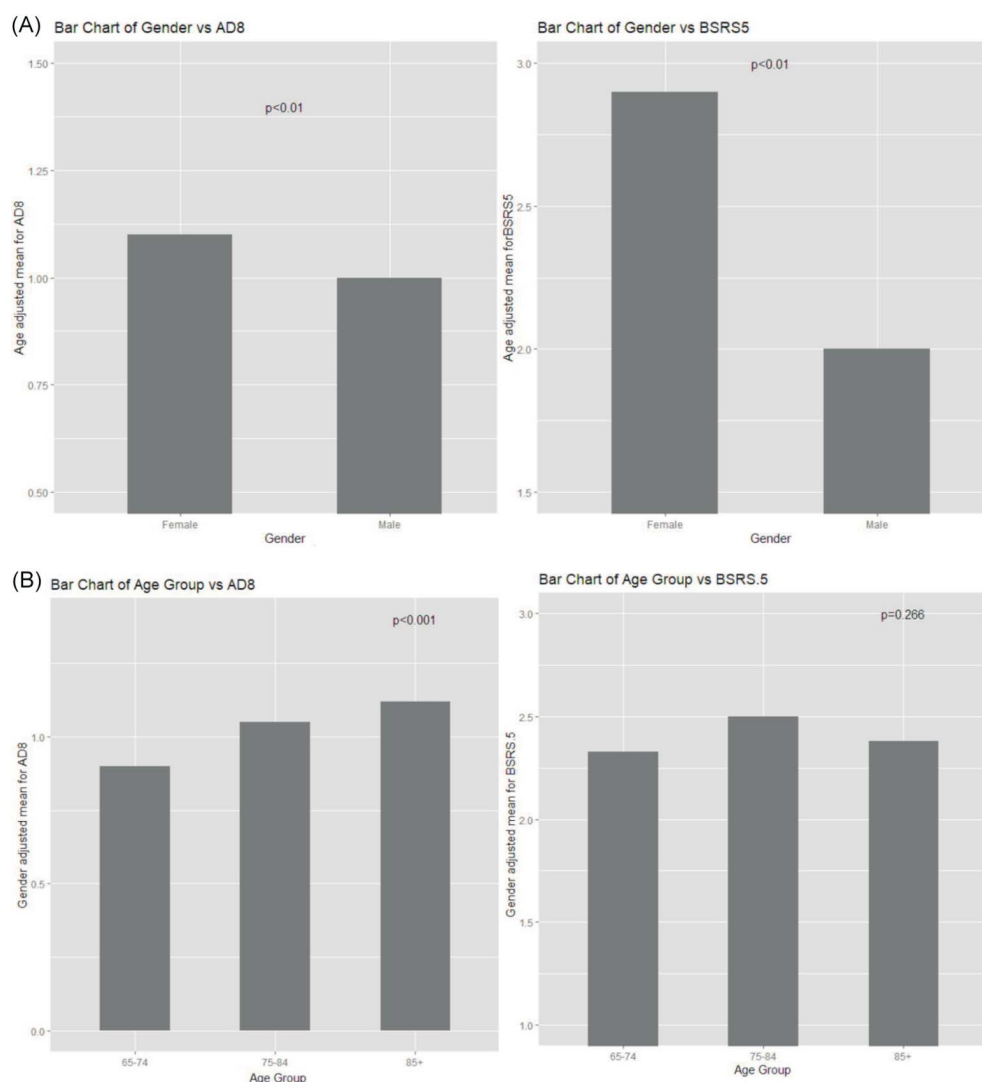 (A)
Bar Chart of Gender vs AD8
p<0.01
1.50
1.25
1.00
0.75
0.50
Age adjusted mean for AD8
Female
Male
Gender
Bar Chart of Gender vs BSRS5
p<0.01
3.0
2.5
2.0
1.5
Age adjusted mean forBSRS5
Female
Male
Gender
(B)
Bar Chart of Age Group vs AD8
p<0.001
1.0
0.5
0.0
Gender adjusted mean for AD8
65-74
75-84
85+
Age Group
Bar Chart of Age Group vs BSRS.5
p=0.266
3.0
2.5
2.0
1.5
1.0
Gender adjusted mean for BSRS.5
65-74
75-84
85+
Age Group